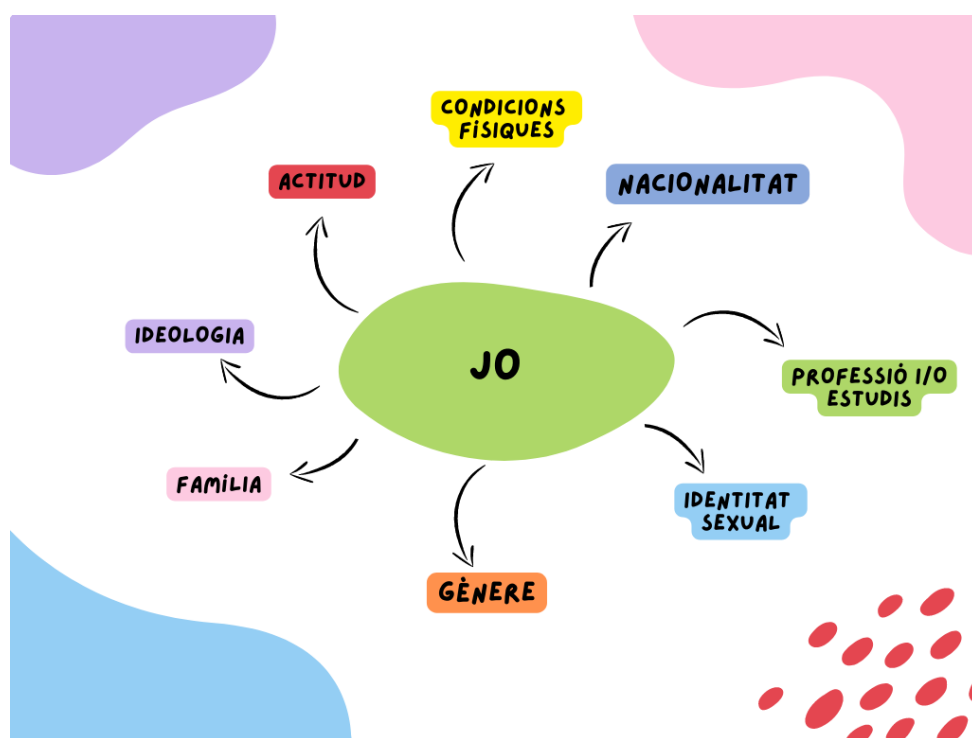 CONDICIONS
FÍSIQUES
ACTITUD
NACIONALITAT
IDEOLOGIA
JO
PROFESSIÓ I/O
ESTUDIS
FAMÍLIA
IDENTITAT
SEXUAL
GÈNERE